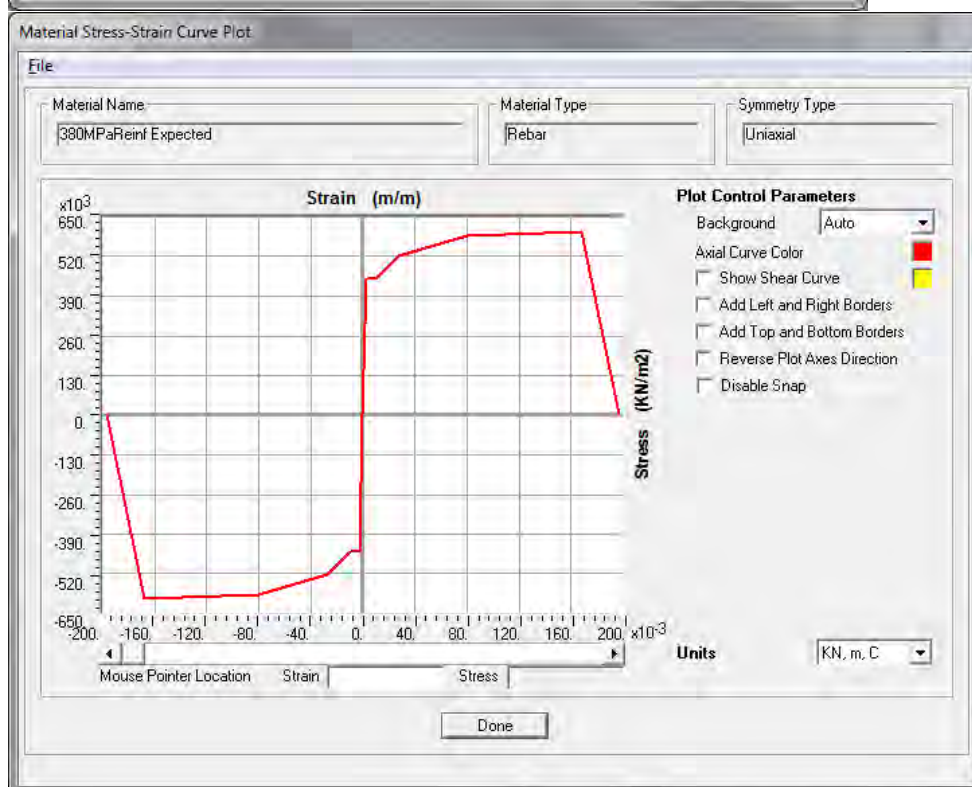 Material Stress-Strain Curve Plot
File
Material Name
380MPaReinf Expected
Material Type
Rebar
Symmetry Type
Uniaxial
Strain (m/m)
x10³
650.
520.
390.
260.
130.
0.
-130.
-260.
-390.
-520.
-650.
-200. -160. -120. -80. -40. 0. 40. 80. 120. 160. 200. x10-3
Stress (KN/m2)
Plot Control Parameters
Background Auto
Axial Curve Color
Show Shear Curve
Add Left and Right Borders
Add Top and Bottom Borders
Reverse Plot Axes Direction
Disable Snap
Units KN, m, C
Mouse Pointer Location Strain Stress
Done